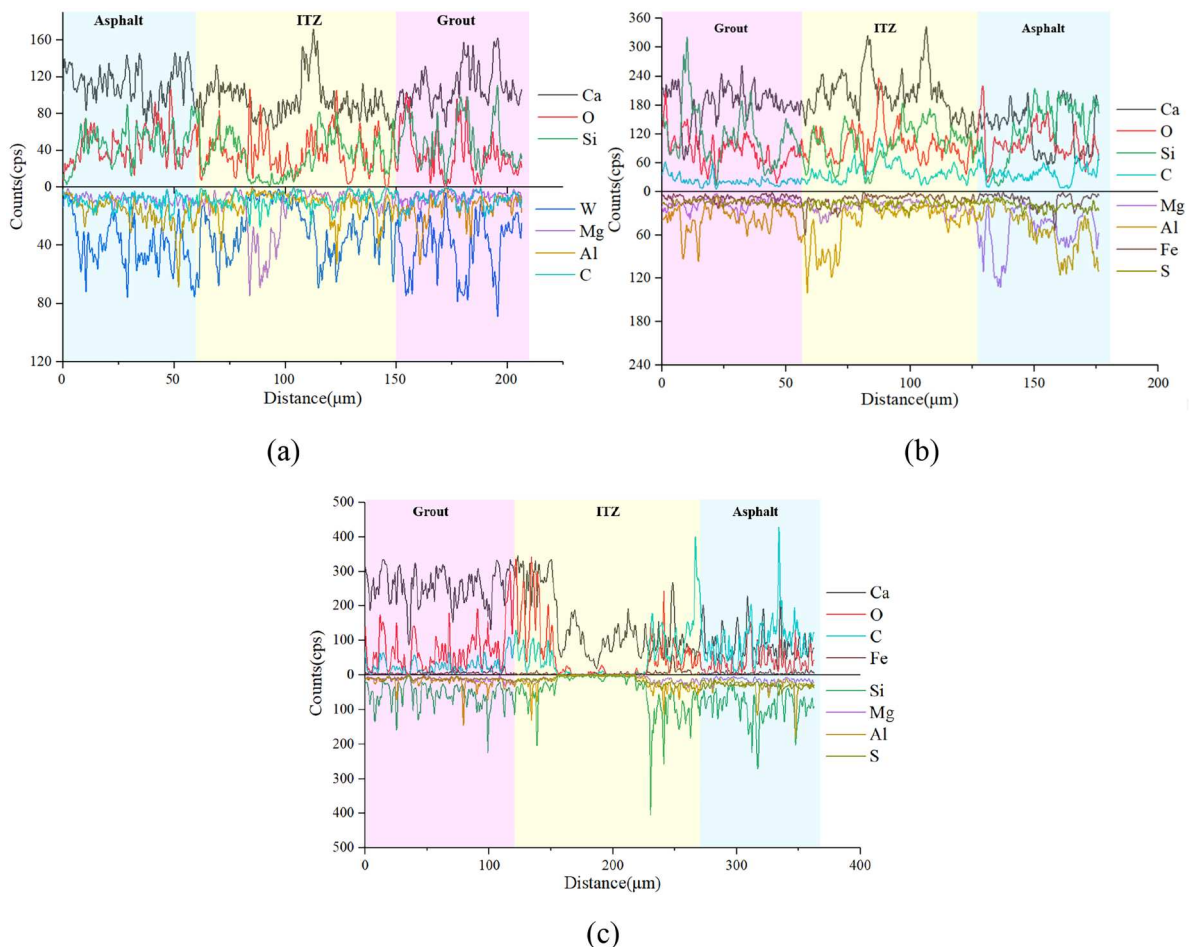 (a)
Asphalt ITZ Grout
160
120
80
40
0
40
80
120
Counts(cps)
0 50 100 150 200
Distance(μm)
Ca
O
Si
W
Mg
Al
C
(a)
(b)
Grout ITZ Asphalt
360
300
240
180
120
60
0
60
120
180
240
Counts(cps)
0 50 100 150 200
Distance(μm)
Ca
O
Si
C
Mg
Al
Fe
S
(b)
Grout ITZ Asphalt
500
400
300
200
100
0
100
200
300
400
500
Counts(cps)
0 100 200 300 400
Distance(μm)
Ca
O
C
Fe
Si
Mg
Al
S
(c)